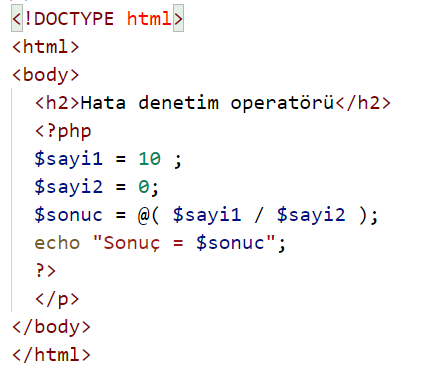 <!DOCTYPE html>
<html>
<body>
<h2>Hata denetim operatörü</h2>
<?php
$sayi1 = 10 ;
$sayi2 = 0;
$sonuc = @( $sayi1 / $sayi2 );
echo "Sonuç = $sonuc";
?>
</p>
</body>
</html>